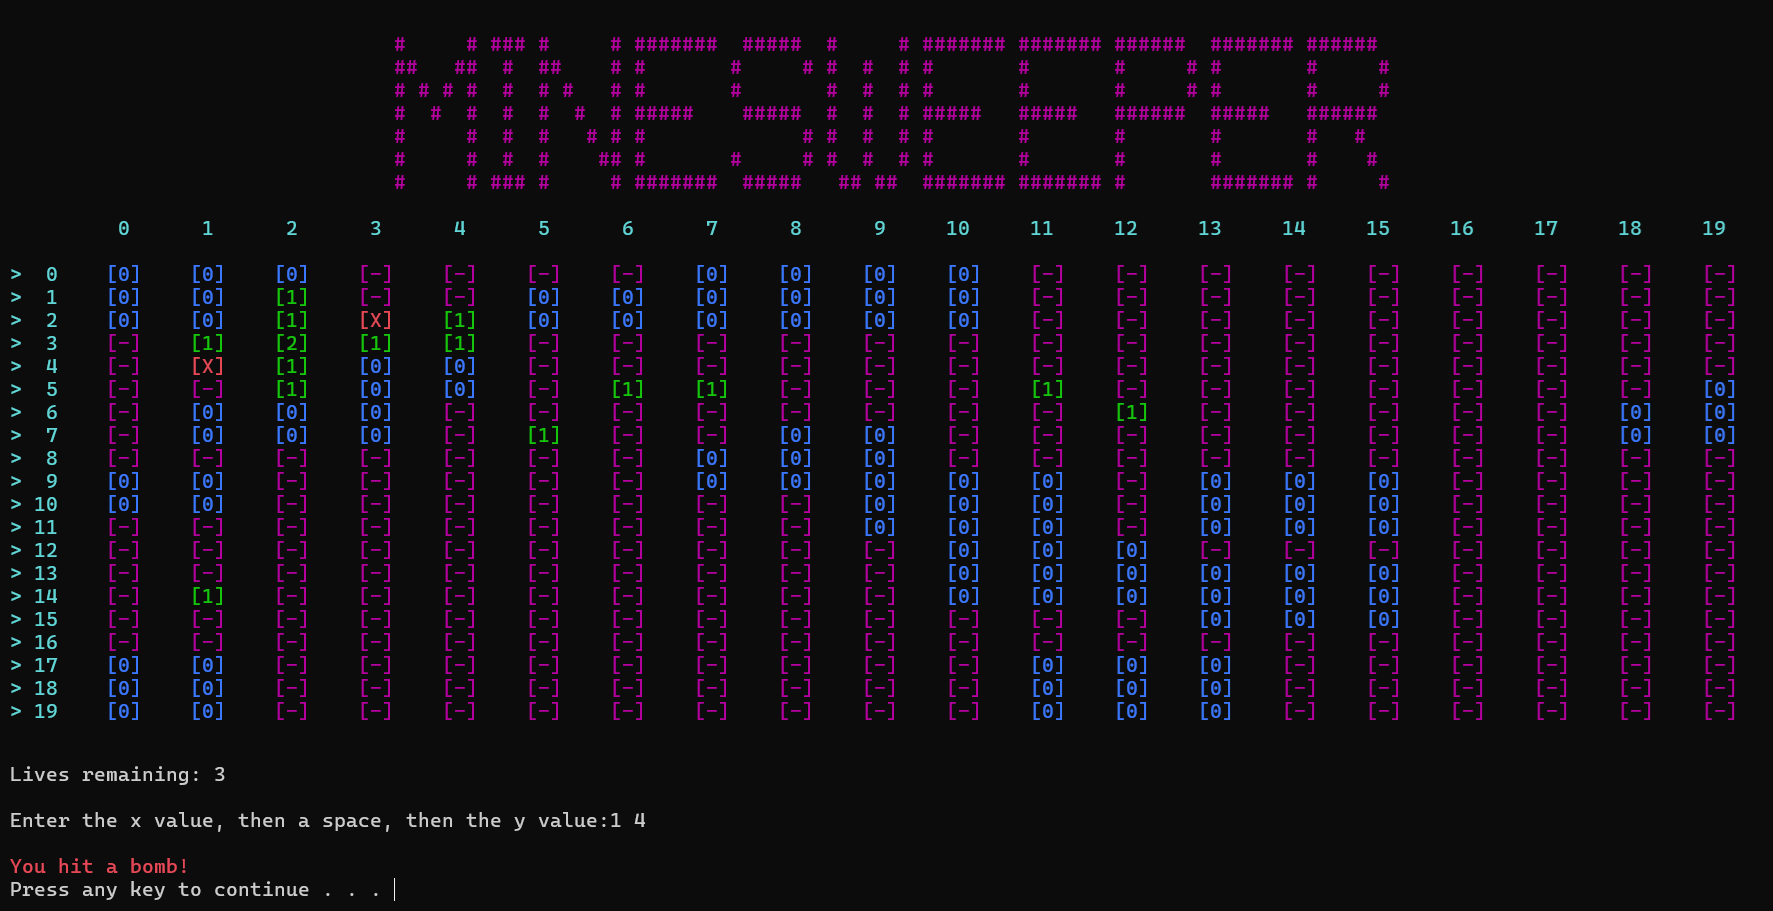 #     # ### #     # #######  #####  #     # ####### ####### ######  ####### ######
##   ##  #  ##    # #       #     # #  #  # #       #       #     # #       #     #
# # # #  #  # #   # #       #       #  #  # #       #       #     # #       #     #
#  #  #  #  #  #  # #####    #####  #  #  # #####   #####   ######  #####   ######
#     #  #  #   # # #             # #  #  # #       #       #       #       #   #
#     #  #  #    ## #       #     # #  #  # #       #       #       #       #    #
#     # ### #     # #######  #####   ## ##  ####### ####### #       ####### #     #
0 1 2 3 4 5 6 7 8 9 10 11 12 13 14 15 16 17 18 19
> 0 [0] [0] [0] [-] [-] [-] [-] [0] [0] [0] [0] [-] [-] [-] [-] [-] [-] [-] [-] [-]
> 1 [0] [0] [1] [-] [-] [0] [0] [0] [0] [0] [0] [-] [-] [-] [-] [-] [-] [-] [-] [-]
> 2 [0] [0] [1] [X] [1] [0] [0] [0] [0] [0] [0] [-] [-] [-] [-] [-] [-] [-] [-] [-]
> 3 [-] [1] [2] [1] [1] [-] [-] [-] [-] [-] [-] [-] [-] [-] [-] [-] [-] [-] [-] [-]
> 4 [-] [X] [1] [0] [0] [-] [-] [-] [-] [-] [-] [-] [-] [-] [-] [-] [-] [-] [-] [-]
> 5 [-] [-] [1] [0] [0] [-] [1] [1] [-] [-] [-] [1] [-] [-] [-] [-] [-] [-] [-] [0]
> 6 [-] [0] [0] [0] [-] [-] [-] [-] [-] [-] [-] [-] [1] [-] [-] [-] [-] [-] [0] [0]
> 7 [-] [0] [0] [0] [-] [1] [-] [-] [0] [0] [-] [-] [-] [-] [-] [-] [-] [-] [0] [0]
> 8 [-] [-] [-] [-] [-] [-] [-] [0] [0] [0] [-] [-] [-] [-] [-] [-] [-] [-] [-] [-]
> 9 [0] [0] [-] [-] [-] [-] [-] [0] [0] [0] [0] [0] [-] [0] [0] [0] [-] [-] [-] [-]
> 10 [0] [0] [-] [-] [-] [-] [-] [-] [-] [0] [0] [0] [-] [0] [0] [0] [-] [-] [-] [-]
> 11 [-] [-] [-] [-] [-] [-] [-] [-] [-] [0] [0] [0] [-] [0] [0] [0] [-] [-] [-] [-]
> 12 [-] [-] [-] [-] [-] [-] [-] [-] [-] [-] [0] [0] [0] [-] [-] [-] [-] [-] [-] [-]
> 13 [-] [-] [-] [-] [-] [-] [-] [-] [-] [-] [0] [0] [0] [0] [0] [0] [-] [-] [-] [-]
> 14 [-] [1] [-] [-] [-] [-] [-] [-] [-] [-] [0] [0] [0] [0] [0] [0] [-] [-] [-] [-]
> 15 [-] [-] [-] [-] [-] [-] [-] [-] [-] [-] [-] [-] [-] [0] [0] [0] [-] [-] [-] [-]
> 16 [-] [-] [-] [-] [-] [-] [-] [-] [-] [-] [-] [-] [-] [-] [-] [-] [-] [-] [-] [-]
> 17 [0] [0] [-] [-] [-] [-] [-] [-] [-] [-] [-] [0] [0] [0] [-] [-] [-] [-] [-] [-]
> 18 [0] [0] [-] [-] [-] [-] [-] [-] [-] [-] [-] [0] [0] [0] [-] [-] [-] [-] [-] [-]
> 19 [0] [0] [-] [-] [-] [-] [-] [-] [-] [-] [-] [0] [0] [0] [-] [-] [-] [-] [-] [-]
Lives remaining: 3
Enter the x value, then a space, then the y value:1 4
You hit a bomb!
Press any key to continue . . .